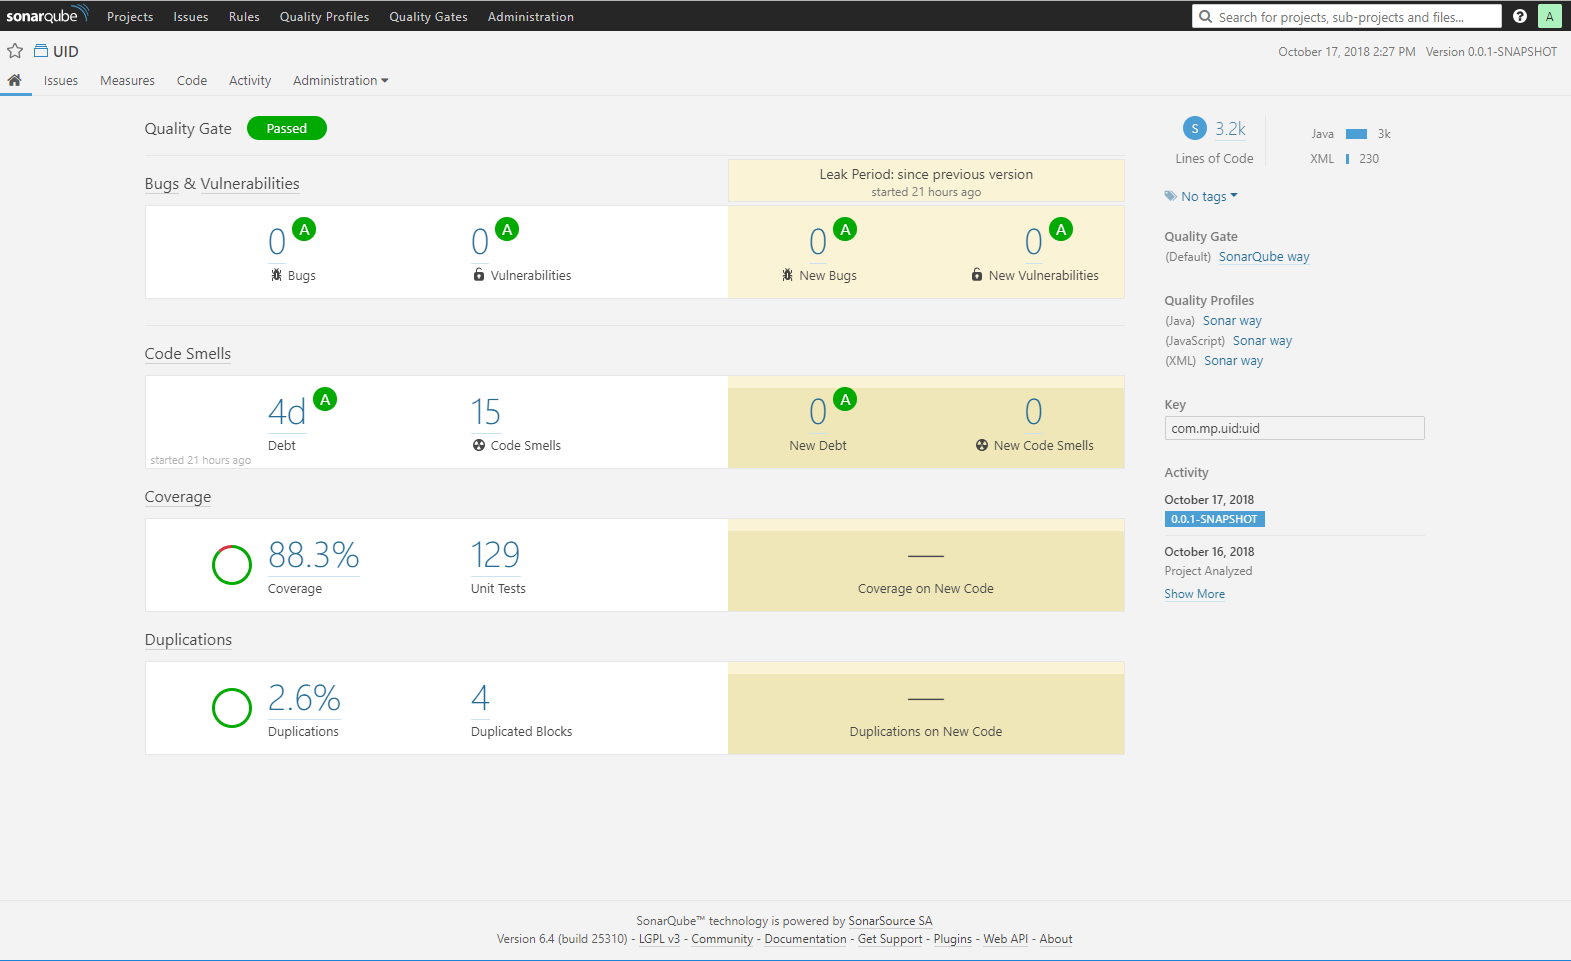 sonarqube Projects Issues Rules Quality Profiles Quality Gates Administration Search for projects, sub-projects and files... ? A
UID October 17, 2018 2:27 PM Version 0.0.1-SNAPSHOT
Issues Measures Code Activity Administration
Quality Gate Passed
Bugs & Vulnerabilities
Leak Period: since previous version
started 21 hours ago
0 A 0 A 0 A 0 A
Bugs Vulnerabilities New Bugs New Vulnerabilities
Code Smells
4d A 15 0 A 0
Debt Code Smells New Debt New Code Smells
started 21 hours ago
Coverage
88.3% 129 —
Coverage Unit Tests Coverage on New Code
Duplications
2.6% 4 —
Duplications Duplicated Blocks Duplications on New Code
S 3.2k
Lines of Code
Java 3k
XML 230
No tags
Quality Gate
(Default) SonarQube way
Quality Profiles
(Java) Sonar way
(JavaScript) Sonar way
(XML) Sonar way
Key
com.mp.uid:uid
Activity
October 17, 2018
0.0.1-SNAPSHOT
October 16, 2018
Project Analyzed
Show More
SonarQube™ technology is powered by SonarSource SA
Version 6.4 (build 25310) - LGPL v3 - Community - Documentation - Get Support - Plugins - Web API - About